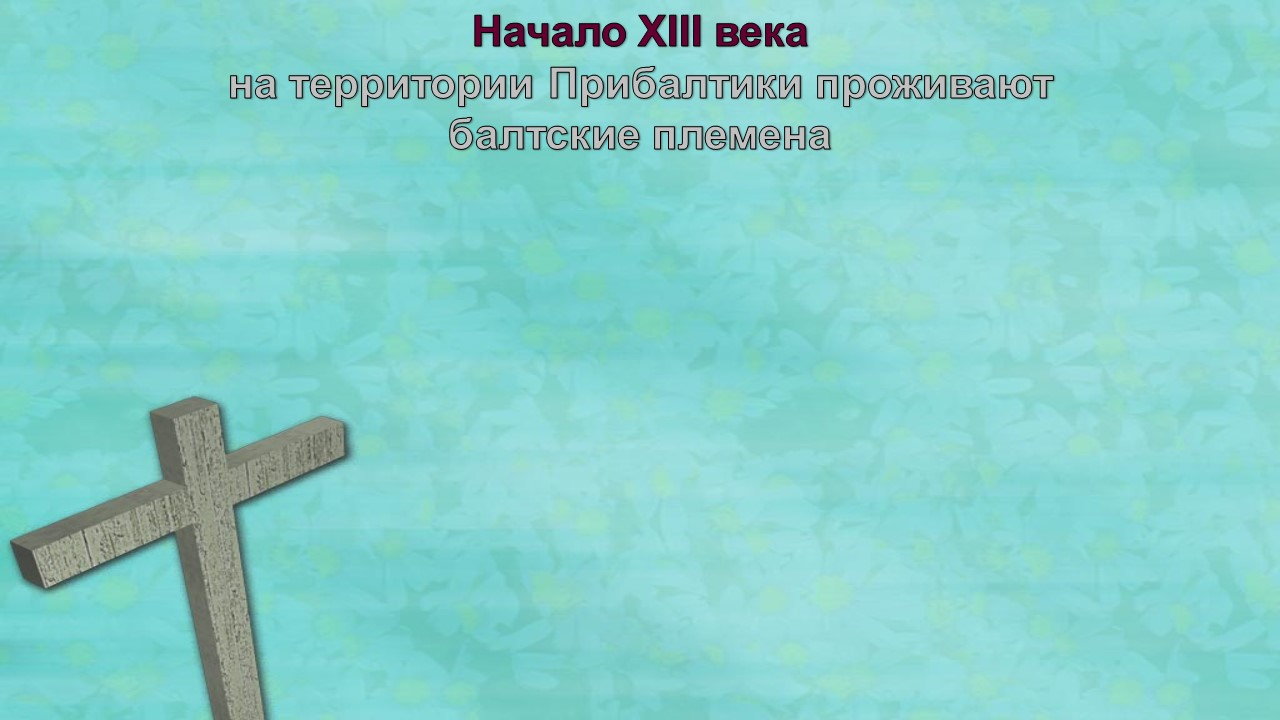 Начало XIII века
на территории Прибалтики проживают
балтские племена